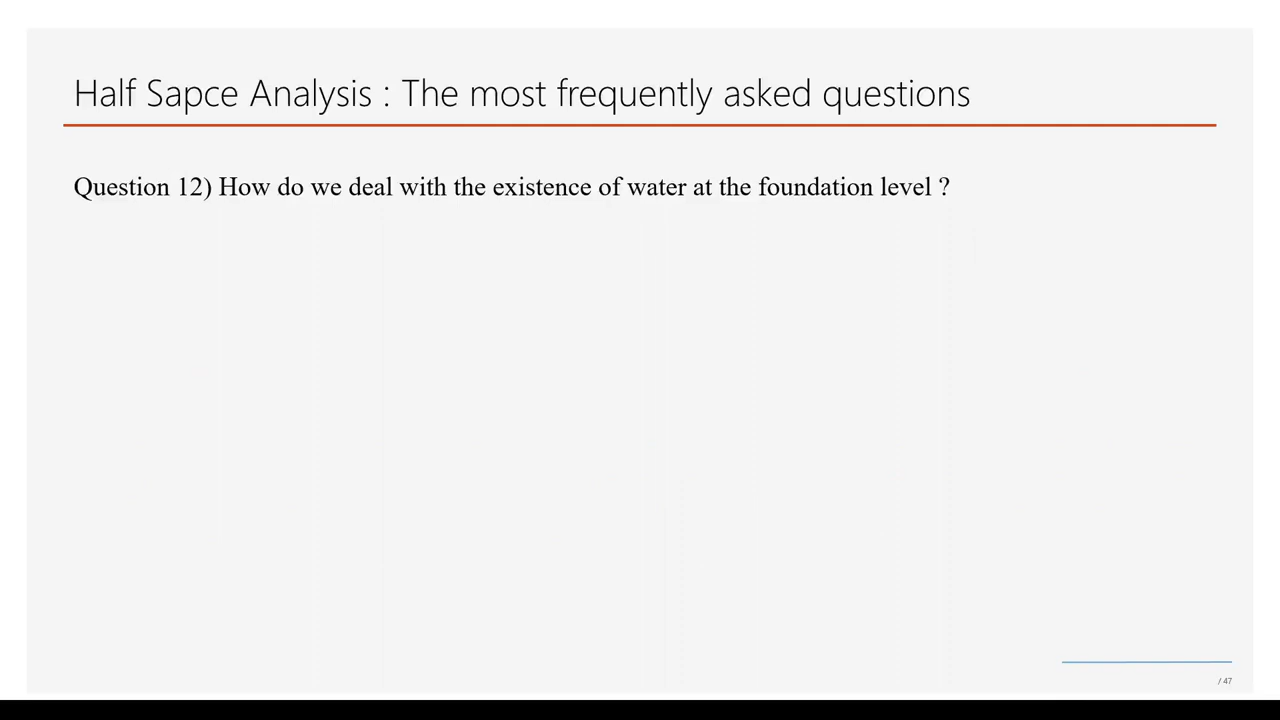 Half Sapce Analysis : The most frequently asked questions
Question 12) How do we deal with the existence of water at the foundation level ?
/ 47